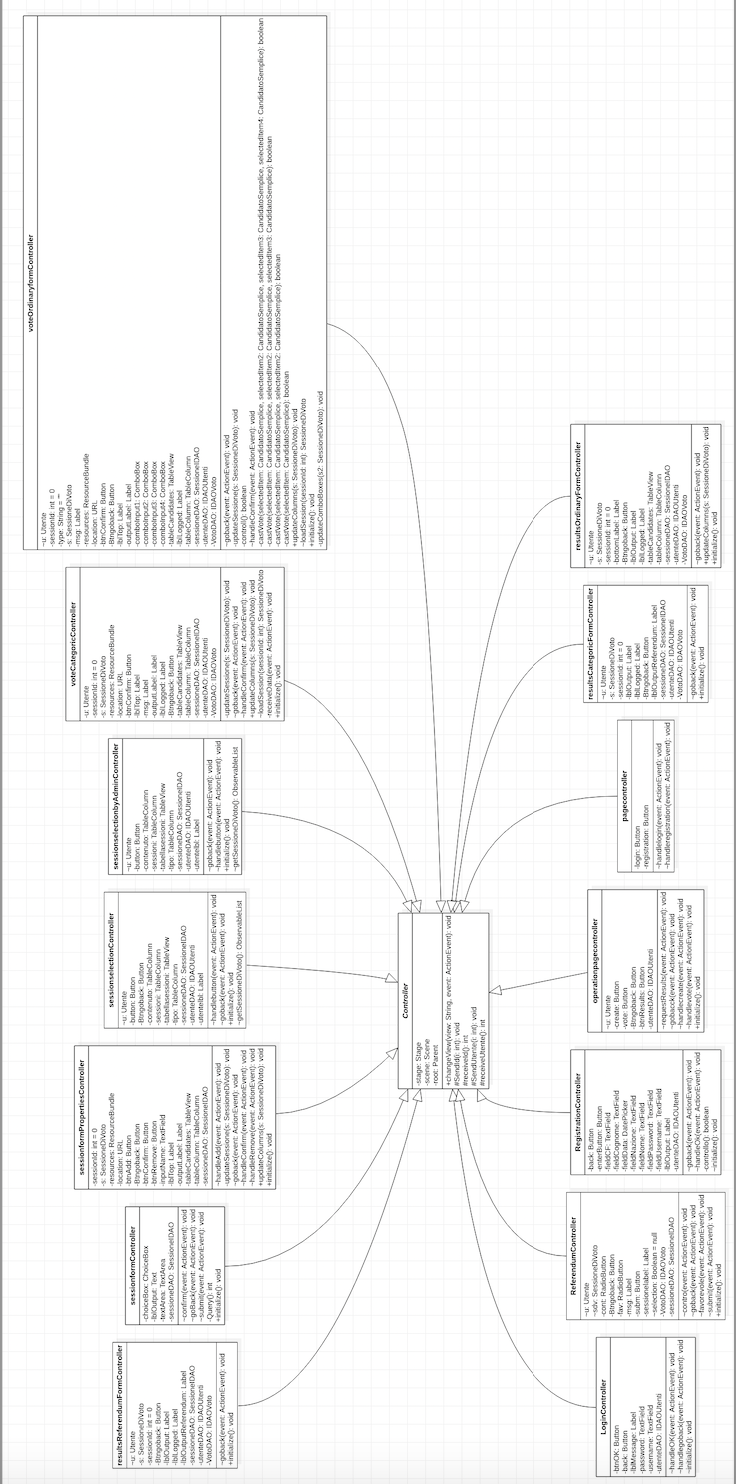 resultsReferendumFormController
-u: Utente
-s: SessioneDiVoto
-sessionId: int = 0
-Btngoback: Button
-lblOutput: Label
-lblLogged: Label
-lblOutputReferendum: Label
-sessioneDAO: SessioneIDAO
-utenteDAO: IDAOUtenti
-VotoDAO: IDAOVoto
~goback(event: ActionEvent): void
+initialize(): void
sessionformController
-choiceBox: ChoiceBox
-lblOutput: Text
-textArea: TextArea
-sessioneDAO: SessioneIDAO
~confirm(event: ActionEvent): void
~goBack(event: ActionEvent): void
~submit(event: ActionEvent): void
-Query(): int
+initialize(): void
sessionformPropertiesController
-sessionId: int = 0
-s: SessioneDiVoto
-resources: ResourceBundle
-location: URL
-btnAdd: Button
-Btngoback: Button
-btnConfirm: Button
-btnRemove: Button
-inputName: TextField
-lblTop: Label
-outputLabel: Label
-tableCandidates: TableView
-tableColumn: TableColumn
-sessioneDAO: SessioneIDAO
~handleAdd(event: ActionEvent): void
-updateSession(s: SessioneDiVoto): void
~goback(event: ActionEvent): void
~handleConfirm(event: ActionEvent): void
~handleRemove(event: ActionEvent): void
+updateColumns(s: SessioneDiVoto): void
+initialize(): void
sessionselectionController
-u: Utente
-button: Button
-Btngoback: Button
-contenuto: TableColumn
-sessioni: TableColumn
-tabellasessioni: TableView
-tipo: TableColumn
-sessioneDAO: SessioneIDAO
-utenteDAO: IDAOUtenti
-utentelbl: Label
~handlebutton(event: ActionEvent): void
~goback(event: ActionEvent): void
+initialize(): void
~getSessioneDiVoto(): ObservableList
sessionselectionbyAdminController
-u: Utente
-button: Button
-contenuto: TableColumn
-sessioni: TableColumn
-tabellasessioni: TableView
-tipo: TableColumn
-sessioneDAO: SessioneIDAO
-utenteDAO: IDAOUtenti
-utentelbl: Label
~goback(event: ActionEvent): void
~handlebutton(event: ActionEvent): void
+initialize(): void
~getSessioneDiVoto(): ObservableList
voteCategoricController
-u: Utente
-sessionId: int = 0
-s: SessioneDiVoto
-resources: ResourceBundle
-location: URL
-btnConfirm: Button
-lblTop: Label
-msg: Label
-outputLabel: Label
-lblLogged: Label
-Btngoback: Button
-tableCandidates: TableView
-tableColumn: TableColumn
-sessioneDAO: SessioneIDAO
-utenteDAO: IDAOUtenti
-VotoDAO: IDAOVoto
-updateSession(s: SessioneDiVoto): void
~goback(event: ActionEvent): void
~handleConfirm(event: ActionEvent): void
+updateColumns(s: SessioneDiVoto): void
~loadSession(sessionId: int): SessioneDiVoto
-receiveData(event: ActionEvent): void
+initialize(): void
voteOrdinaryformController
-u: Utente
-sessionId: int = 0
-type: String = ""
-s: SessioneDiVoto
-msg: Label
-resources: ResourceBundle
-location: URL
-btnConfirm: Button
-Btngoback: Button
-lblTop: Label
-outputLabel: Label
-comboInput1: ComboBox
-comboInput2: ComboBox
-comboInput3: ComboBox
-comboInput4: ComboBox
-tableCandidates: TableView
-lblLogged: Label
-tableColumn: TableColumn
-sessioneDAO: SessioneIDAO
-utenteDAO: IDAOUtenti
-VotoDAO: IDAOVoto
~goback(event: ActionEvent): void
-updateSession(s: SessioneDiVoto): void
-control(): boolean
~handleConfirm(event: ActionEvent): void
-castVote(selectedItem: CandidatoSemplice, selectedItem2: CandidatoSemplice, selectedItem3: CandidatoSemplice, selectedItem4: CandidatoSemplice): boolean
-castVote(selectedItem: CandidatoSemplice, selectedItem2: CandidatoSemplice, selectedItem3: CandidatoSemplice): boolean
-castVote(selectedItem: CandidatoSemplice, selectedItem2: CandidatoSemplice): boolean
-castVote(selectedItem: CandidatoSemplice): boolean
+updateColumns(s: SessioneDiVoto): void
~loadSession(sessionId: int): SessioneDiVoto
+initialize(): void
-updateComboBoxes(s2: SessioneDiVoto): void
Controller
-stage: Stage
-scene: Scene
-root: Parent
+changeView(view: String, event: ActionEvent): void
#SendId(i: int): void
#receiveId(): int
#SendUtente(i: int): void
#receiveUtente(): int
LoginController
-btnOK: Button
-back: Button
-lblMessage: Label
-password: TextField
-username: TextField
-utenteDAO: IDAOUtenti
~handleOK(event: ActionEvent): void
~handlegoback(event: ActionEvent): void
~initialize(): void
ReferendumController
-u: Utente
-sdv: SessioneDiVoto
-cont: RadioButton
-Btngoback: Button
-fav: RadioButton
-msg: Label
-subm: Button
-sessionelabel: Label
~selection: Boolean = null
-VotoDAO: IDAOVoto
-sessioneDAO: SessioneIDAO
~contro(event: ActionEvent): void
~goback(event: ActionEvent): void
~favorevole(event: ActionEvent): void
~submit(event: ActionEvent): void
+initialize(): void
RegistrationController
-back: Button
-enterButton: Button
-fieldCF: TextField
-fieldCognome: TextField
-fieldData: DatePicker
-fieldNazione: TextField
-fieldNome: TextField
-fieldPassword: TextField
-fieldUsername: TextField
-lblOutput: Label
-utenteDAO: IDAOUtenti
~goback(event: ActionEvent): void
~handleOk(event: ActionEvent): void
-controllo(): boolean
~initialize(): void
operationpagecontroller
-u: Utente
-create: Button
-vote: Button
-Btngoback: Button
-btnResults: Button
-utenteDAO: IDAOUtenti
~requestResults(event: ActionEvent): void
~goback(event: ActionEvent): void
~handlecreate(event: ActionEvent): void
~handlevote(event: ActionEvent): void
+initialize(): void
pagecontroller
-login: Button
-registration: Button
~handlelogin(event: ActionEvent): void
~handleregistration(event: ActionEvent): void
resultsCategoricFormController
-u: Utente
-s: SessioneDiVoto
-sessionId: int = 0
-lblOutput: Label
-lblLogged: Label
-Btngoback: Button
-lblOutputReferendum: Label
-sessioneDAO: SessioneIDAO
-utenteDAO: IDAOUtenti
-VotoDAO: IDAOVoto
~goback(event: ActionEvent): void
+initialize(): void
resultsOrdinaryFormController
-u: Utente
-s: SessioneDiVoto
-sessionId: int = 0
-bottomLabel: Label
-Btngoback: Button
-lblOutput: Label
-lblLogged: Label
-tableCandidates: TableView
-tableColumn: TableColumn
-sessioneDAO: SessioneIDAO
-utenteDAO: IDAOUtenti
-VotoDAO: IDAOVoto
~goback(event: ActionEvent): void
+updateColumns(s: SessioneDiVoto): void
+initialize(): void